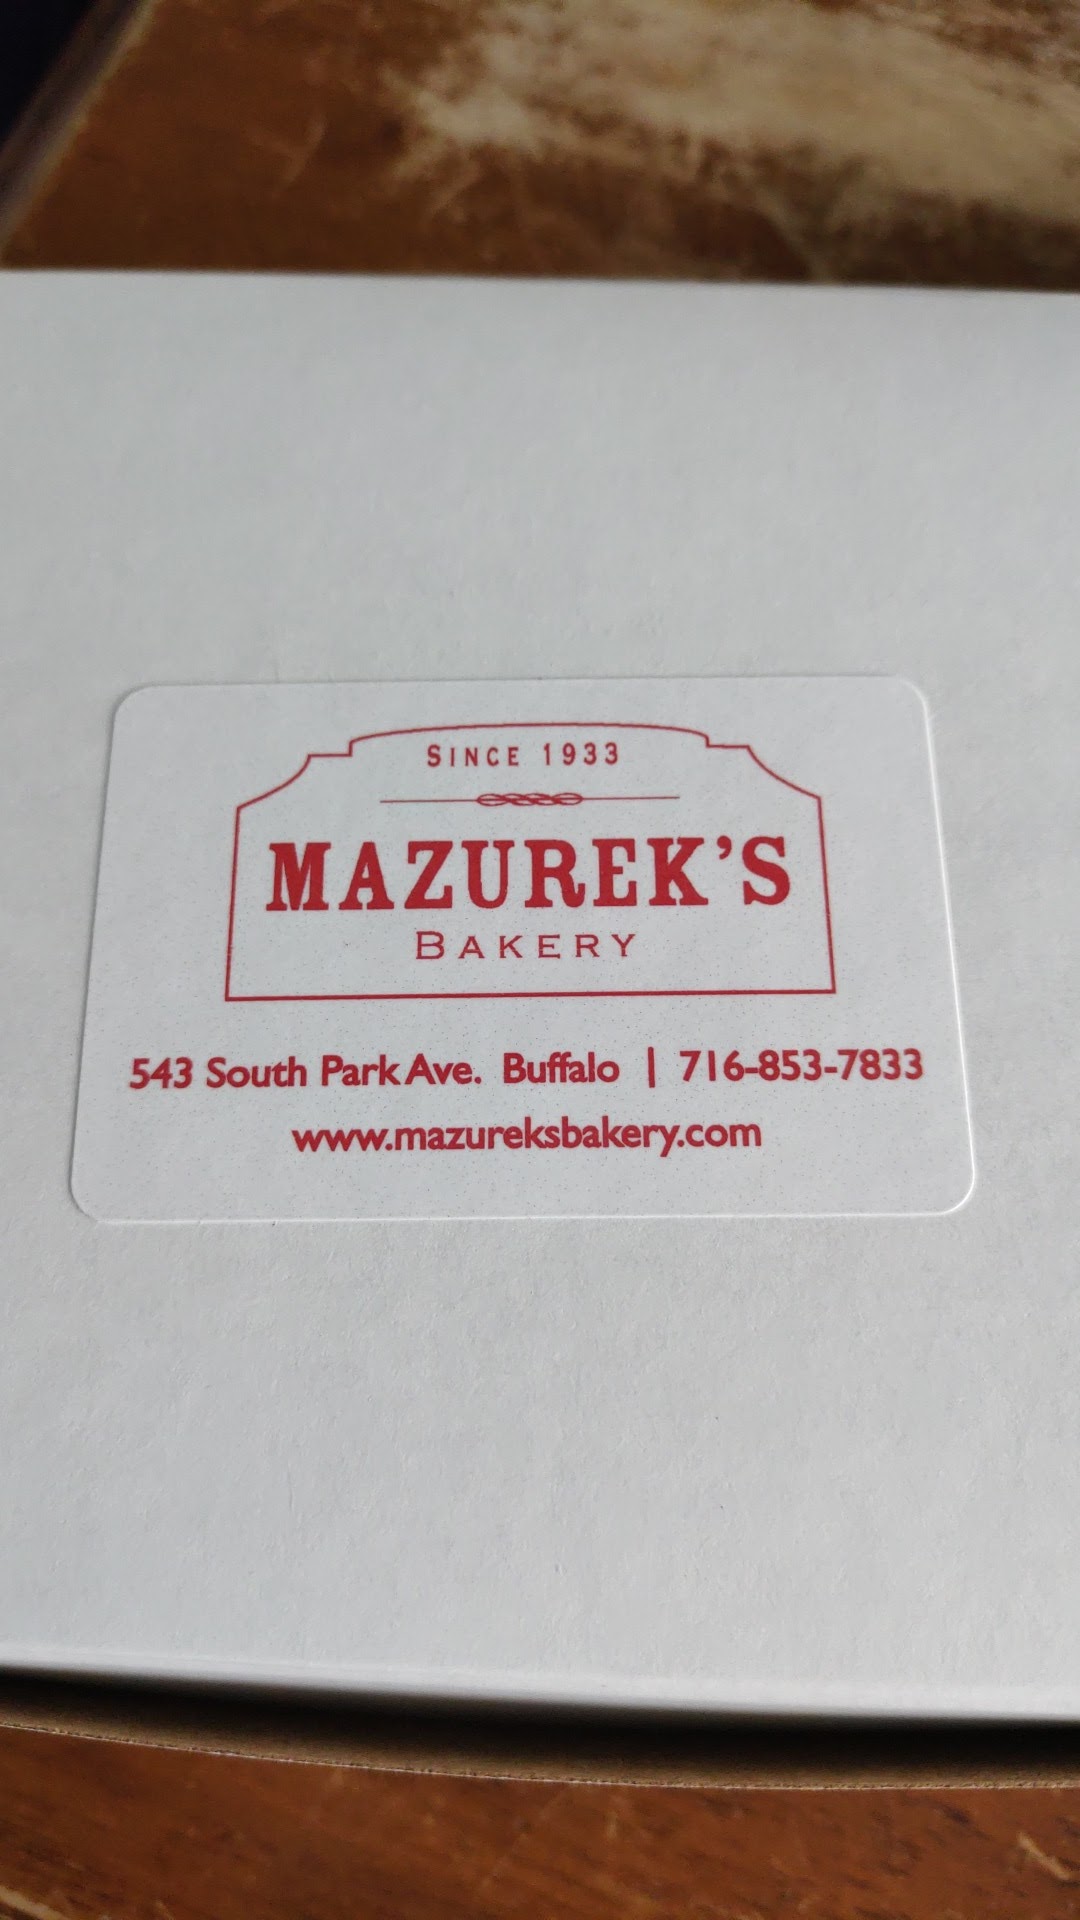 SINCE 1933
MAZUREK'S
BAKERY
543 South Park Ave. Buffalo | 716-853-7833
www.mazureksbakery.com